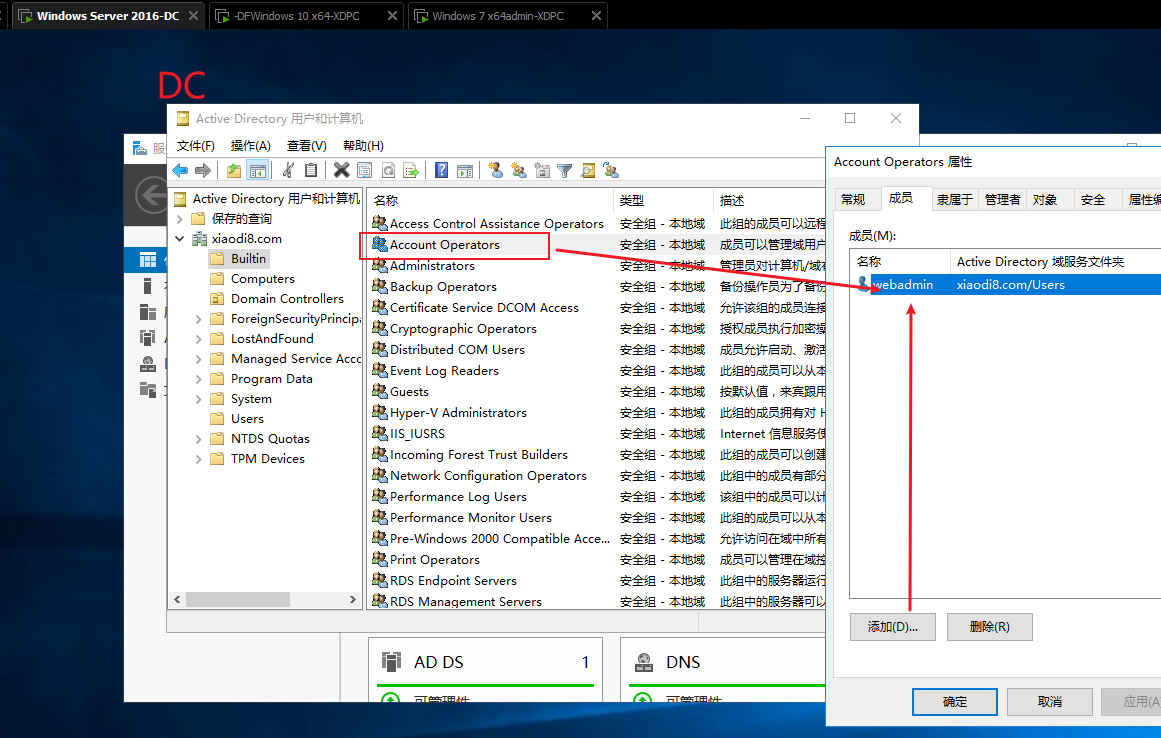 Windows Server 2016-DC
-DFWindows 10 x64-XDPC
Windows 7 x64admin-XDPC
DC
Active Directory 用户和计算机
文件(F) 操作(A) 查看(V) 帮助(H)
Active Directory 用户和计算机
保存的查询
xiaodi8.com
Builtin
Computers
Domain Controllers
ForeignSecurityPrincipa
LostAndFound
Managed Service Acco
Program Data
System
Users
NTDS Quotas
TPM Devices
名称 类型 描述
Access Control Assistance Operators 安全组 - 本地域 此组的成员可以远程
Account Operators 安全组 - 本地域 成员可以管理域用户
Administrators 安全组 - 本地域 管理员对计算机/域有
Backup Operators 安全组 - 本地域 备份操作员为了备份
Certificate Service DCOM Access 安全组 - 本地域 允许该组的成员连接
Cryptographic Operators 安全组 - 本地域 授权成员执行加密操
Distributed COM Users 安全组 - 本地域 成员允许启动、激活
Event Log Readers 安全组 - 本地域 此组的成员可以从本
Guests 安全组 - 本地域 按默认值，来宾跟用
Hyper-V Administrators 安全组 - 本地域 此组的成员拥有对 H
IIS_IUSRS 安全组 - 本地域 Internet 信息服务使
Incoming Forest Trust Builders 安全组 - 本地域 此组的成员可以创建
Network Configuration Operators 安全组 - 本地域 此组中的成员有部分
Performance Log Users 安全组 - 本地域 该组中的成员可以计
Performance Monitor Users 安全组 - 本地域 此组的成员可以从本
Pre-Windows 2000 Compatible Acce... 安全组 - 本地域 允许访问在域中所有
Print Operators 安全组 - 本地域 成员可以管理在域控
RDS Endpoint Servers 安全组 - 本地域 此组中的服务器运行
RDS Management Servers 安全组 - 本地域 此组中的服务器可以
Account Operators 属性
常规 成员 隶属于 管理者 对象 安全 属性编
成员(M):
名称 Active Directory 域服务文件夹
webadmin xiaodi8.com/Users
添加(D)... 删除(R)
确定 取消 应用(A
AD DS 1
可管理性
DNS
可管理性